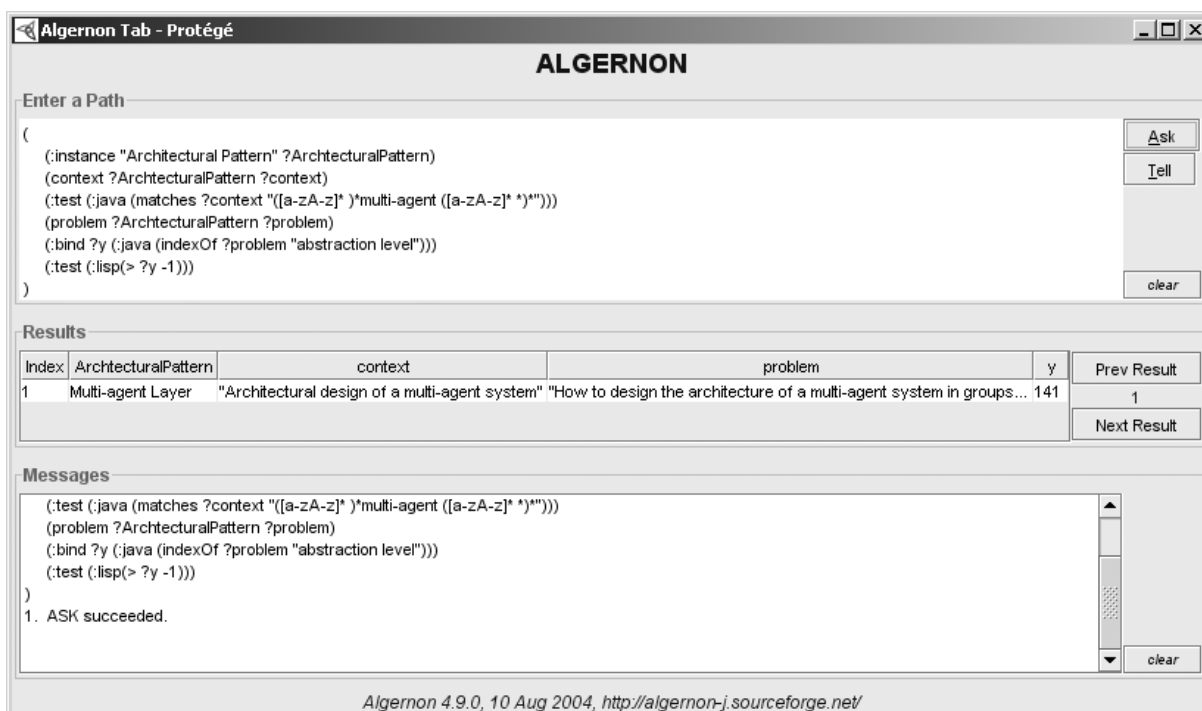 Algernon Tab - Protégé
ALGERNON
Enter a Path
(
(:instance "Architectural Pattern" ?ArchtecturalPattern)
(context ?ArchtecturalPattern ?context)
(:test (:java (matches ?context "([a-zA-z]* )*multi-agent ([a-zA-z]* *)*")))
(problem ?ArchtecturalPattern ?problem)
(:bind ?y (:java (indexOf ?problem "abstraction level")))
(:test (:lisp(> ?y -1)))
)
Ask
Tell
clear
Results
Index ArchtecturalPattern context problem y
1 Multi-agent Layer "Architectural design of a multi-agent system" "How to design the architecture of a multi-agent system in groups... 141
Prev Result
1
Next Result
Messages
(:test (:java (matches ?context "([a-zA-z]* )*multi-agent ([a-zA-z]* *)*")))
(problem ?ArchtecturalPattern ?problem)
(:bind ?y (:java (indexOf ?problem "abstraction level")))
(:test (:lisp(> ?y -1)))
)
1. ASK succeeded.
clear
Algernon 4.9.0, 10 Aug 2004, http://algernon-j.sourceforge.net/